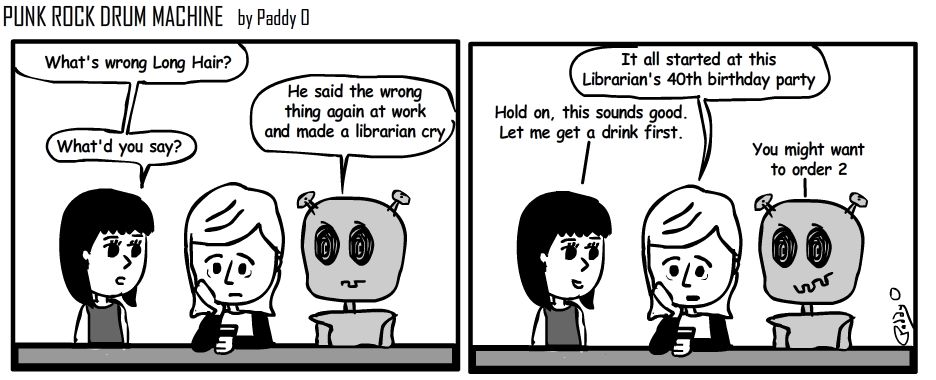 PUNK ROCK DRUM MACHINE by Paddy O
What's wrong Long Hair?
What'd you say?
He said the wrong
thing again at work
and made a librarian cry
It all started at this
Librarian's 40th birthday party
Hold on, this sounds good.
Let me get a drink first.
You might want
to order 2
Paddy O